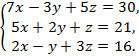 7x − 3y + 5z = 30,
5x + 2y + z = 21,
2x − y + 3z = 16.